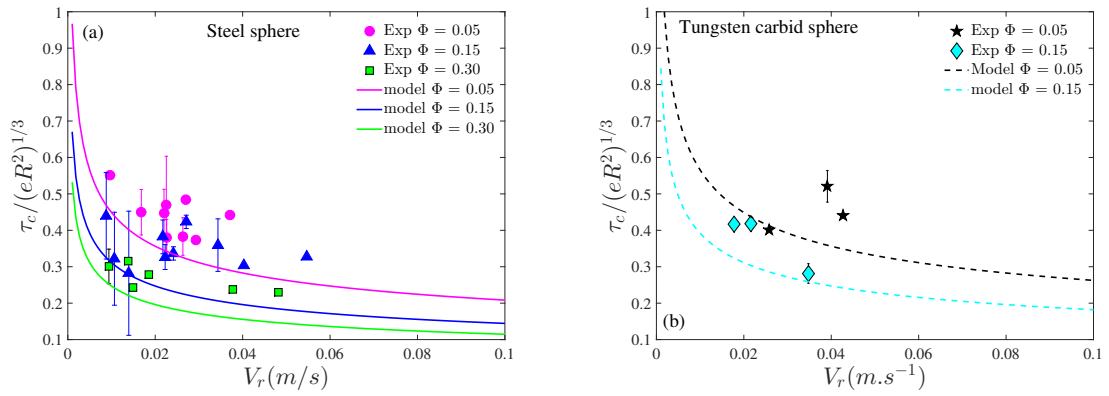 (a)
Steel sphere
Exp Φ = 0.05
Exp Φ = 0.15
Exp Φ = 0.30
model Φ = 0.05
model Φ = 0.15
model Φ = 0.30
1
0.9
0.8
0.7
0.6
0.5
0.4
0.3
0.2
0.1
τc/(eR²)^1/3
0
0.02
0.04
0.06
0.08
0.1
Vr(m/s)
Tungsten carbid sphere
Exp Φ = 0.05
Exp Φ = 0.15
Model Φ = 0.05
model Φ = 0.15
1
0.9
0.8
0.7
0.6
0.5
0.4
0.3
0.2
0.1
τc/(eR²)^1/3
(b)
0
0.02
0.04
0.06
0.08
0.1
Vr(m.s⁻¹)